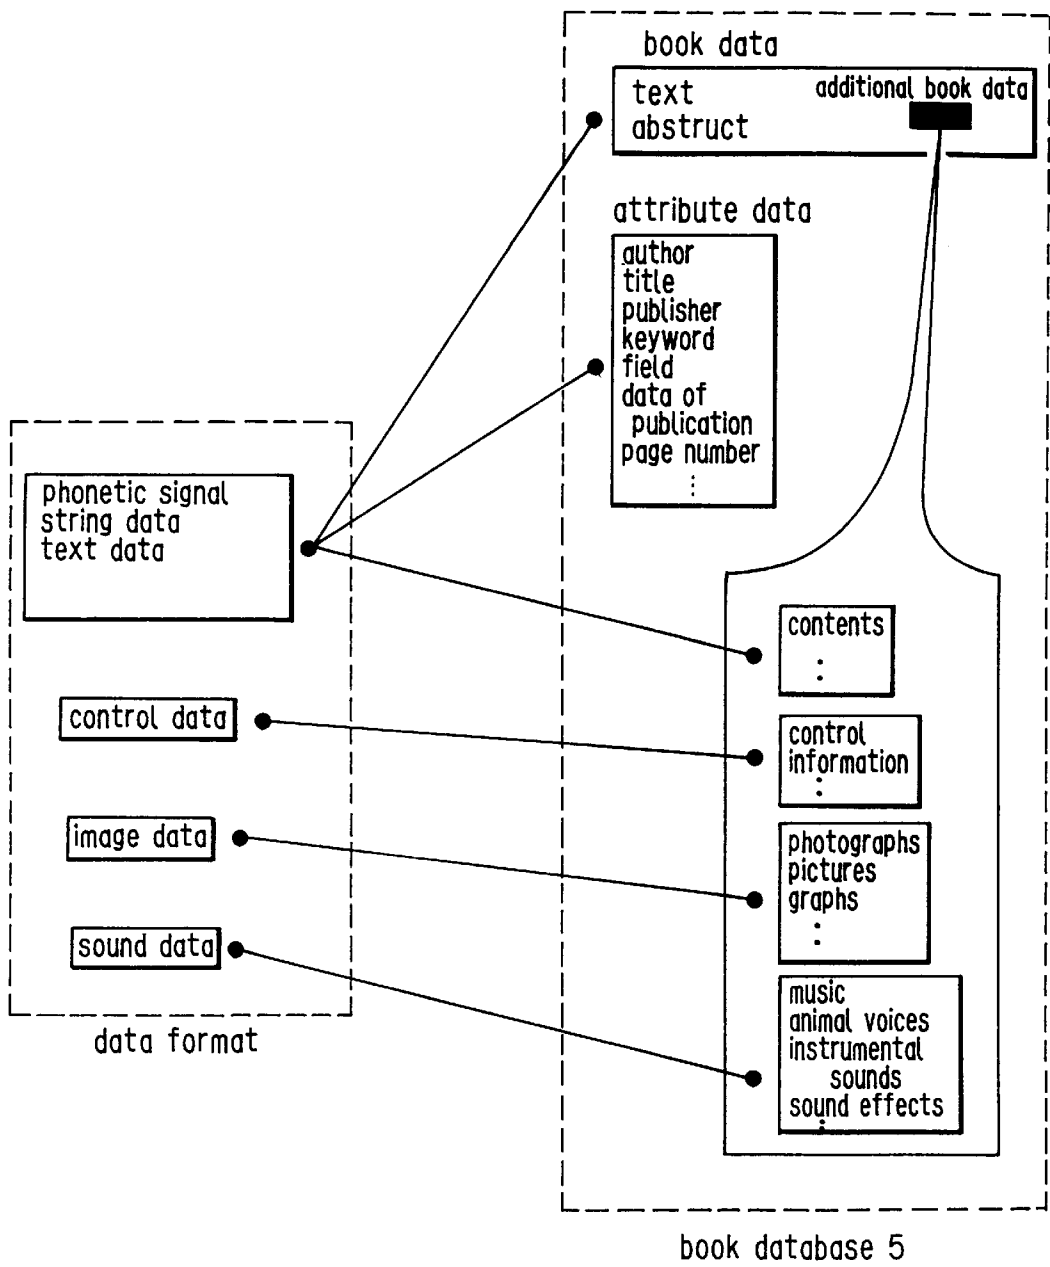 book data
text
abstruct
additional book data
attribute data
author
title
publisher
keyword
field
data of
publication
page number
phonetic signal
string data
text data
control data
image data
sound data
data format
contents
control
information
photographs
pictures
graphs
music
animal voices
instrumental
sounds
sound effects
book database 5